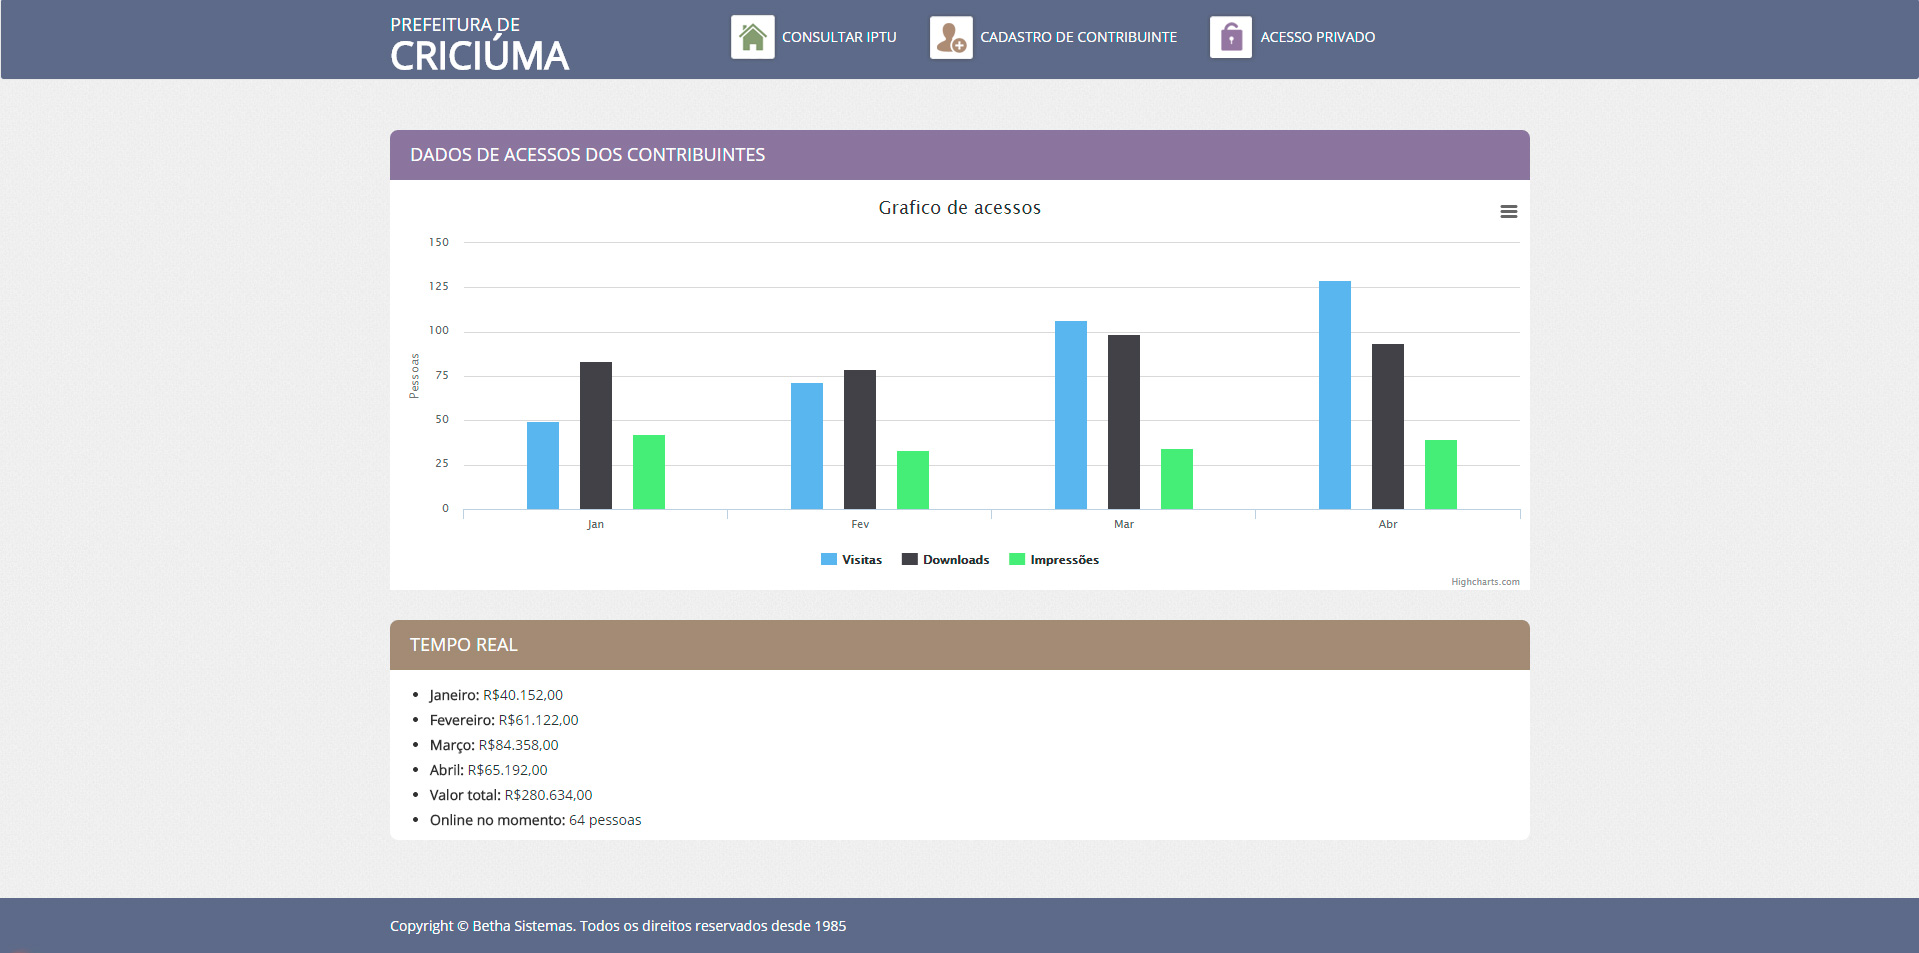 PREFEITURA DE
CRICIÚMA
CONSULTAR IPTU
CADASTRO DE CONTRIBUINTE
ACESSO PRIVADO
DADOS DE ACESSOS DOS CONTRIBUINTES
Grafico de acessos
Pessoas
150
125
100
75
50
25
0
Jan Fev Mar Abr
Visitas Downloads Impressões
Highcharts.com
TEMPO REAL
Janeiro: R$40.152,00
Fevereiro: R$61.122,00
Março: R$84.358,00
Abril: R$65.192,00
Valor total: R$280.634,00
Online no momento: 64 pessoas
Copyright © Betha Sistemas. Todos os direitos reservados desde 1985